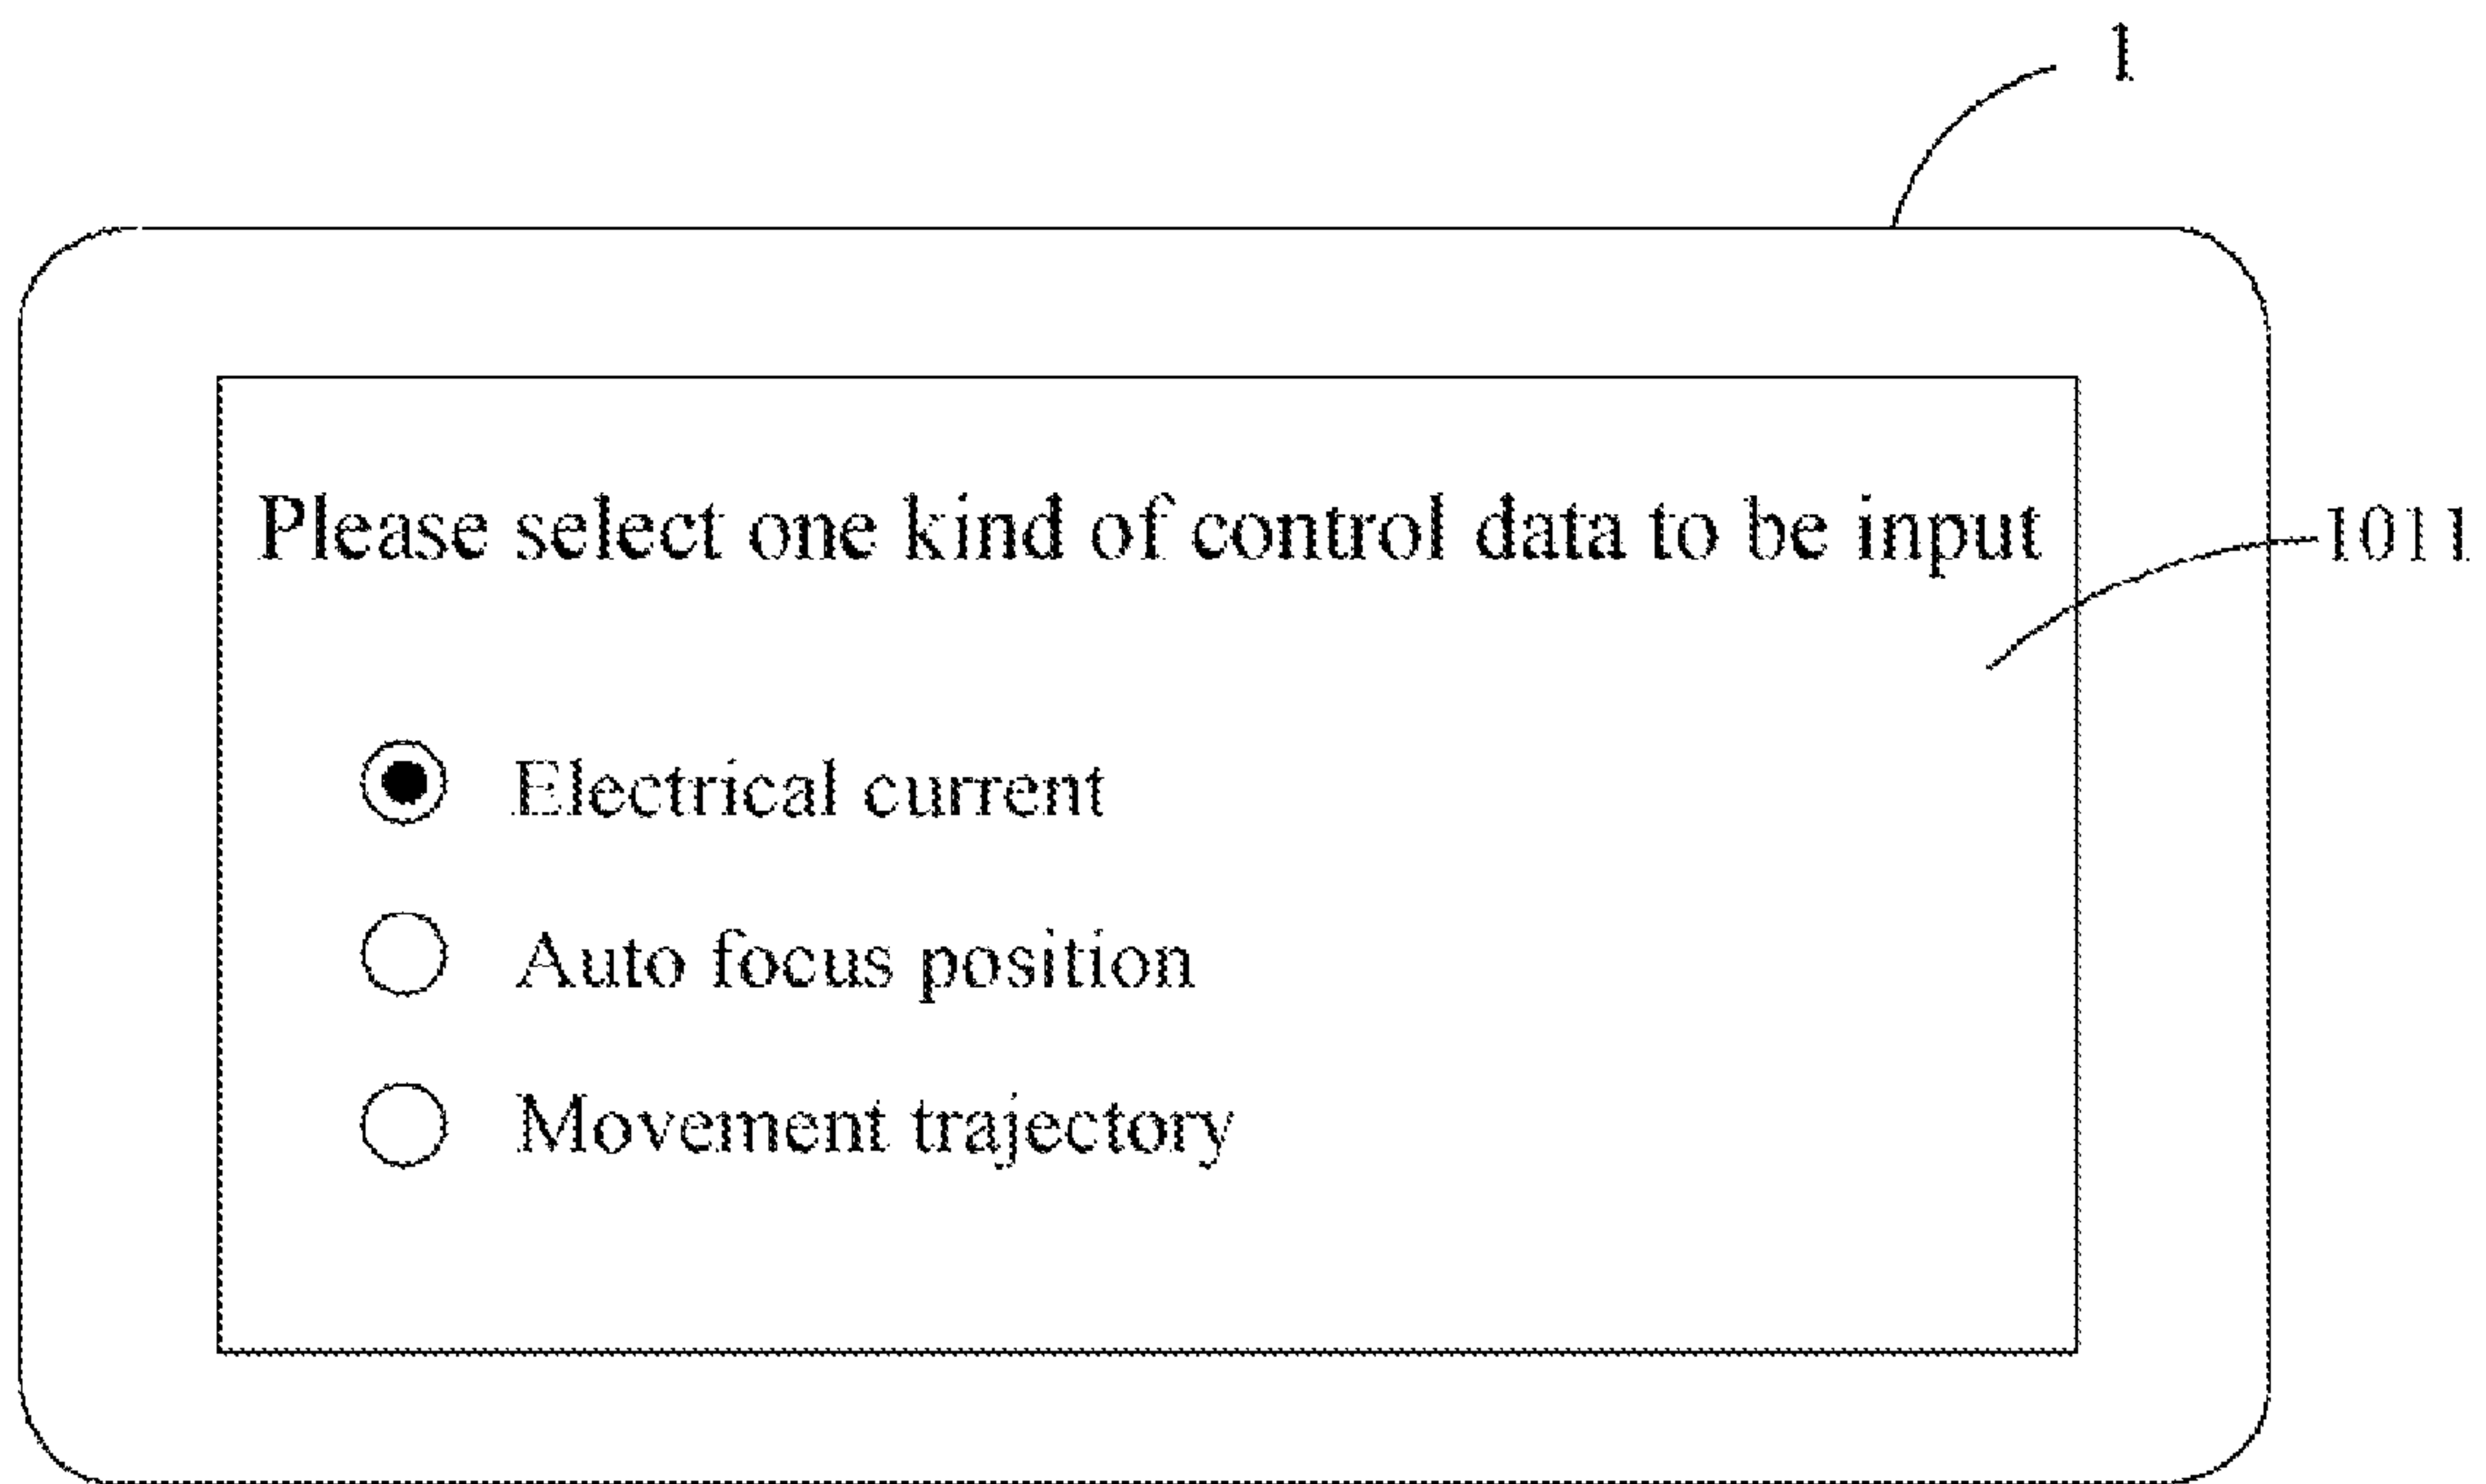 1
Please select one kind of control data to be input
1011
Electrical current
Auto focus position
Movement trajectory